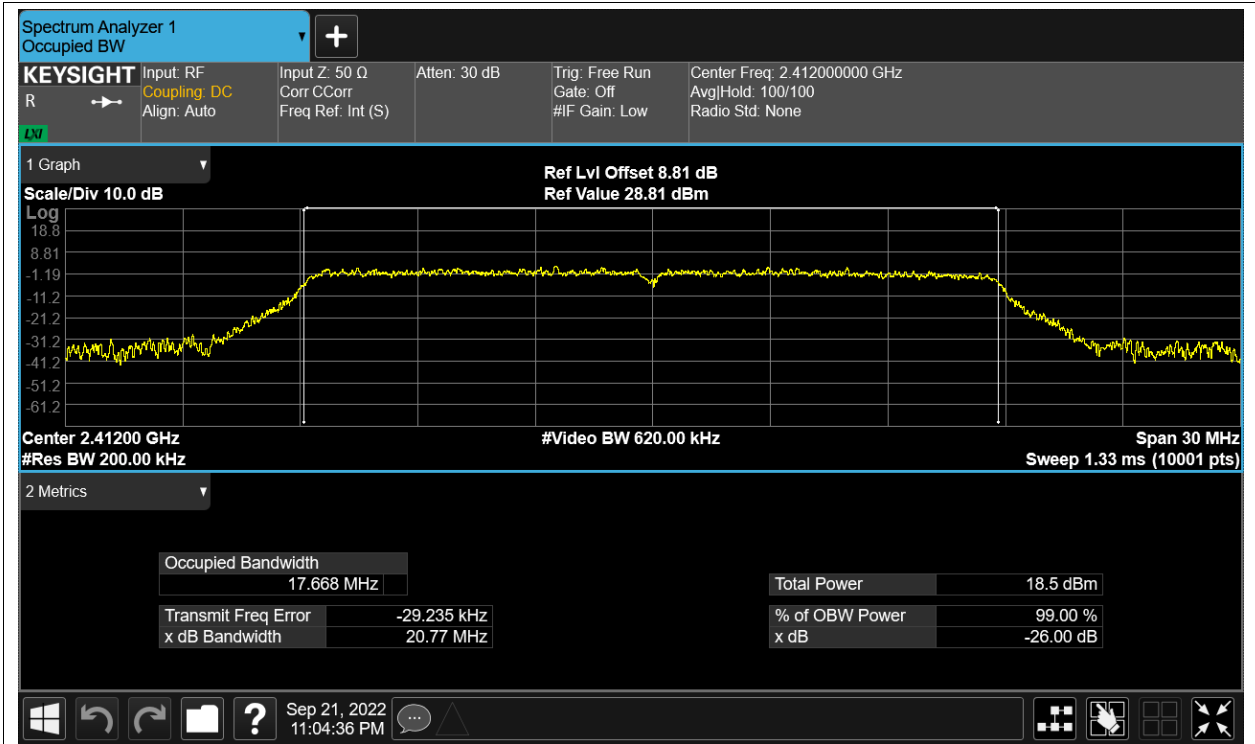 Spectrum Analyzer 1
Occupied BW
+
KEYSIGHT
R
LXI
Input: RF
Coupling: DC
Align: Auto
Input Z: 50 Ω
Corr CCorr
Freq Ref: Int (S)
Atten: 30 dB
Trig: Free Run
Gate: Off
#IF Gain: Low
Center Freq: 2.412000000 GHz
Avg|Hold: 100/100
Radio Std: None
1 Graph
Scale/Div 10.0 dB
Ref Lvl Offset 8.81 dB
Ref Value 28.81 dBm
Log
18.8
8.81
-1.19
-11.2
-21.2
-31.2
-41.2
-51.2
-61.2
Center 2.41200 GHz
#Video BW 620.00 kHz
Span 30 MHz
#Res BW 200.00 kHz
Sweep 1.33 ms (10001 pts)
2 Metrics
Occupied Bandwidth
17.668 MHz
Transmit Freq Error -29.235 kHz
x dB Bandwidth 20.77 MHz
Total Power 18.5 dBm
% of OBW Power 99.00 %
x dB -26.00 dB
?
Sep 21, 2022
11:04:36 PM